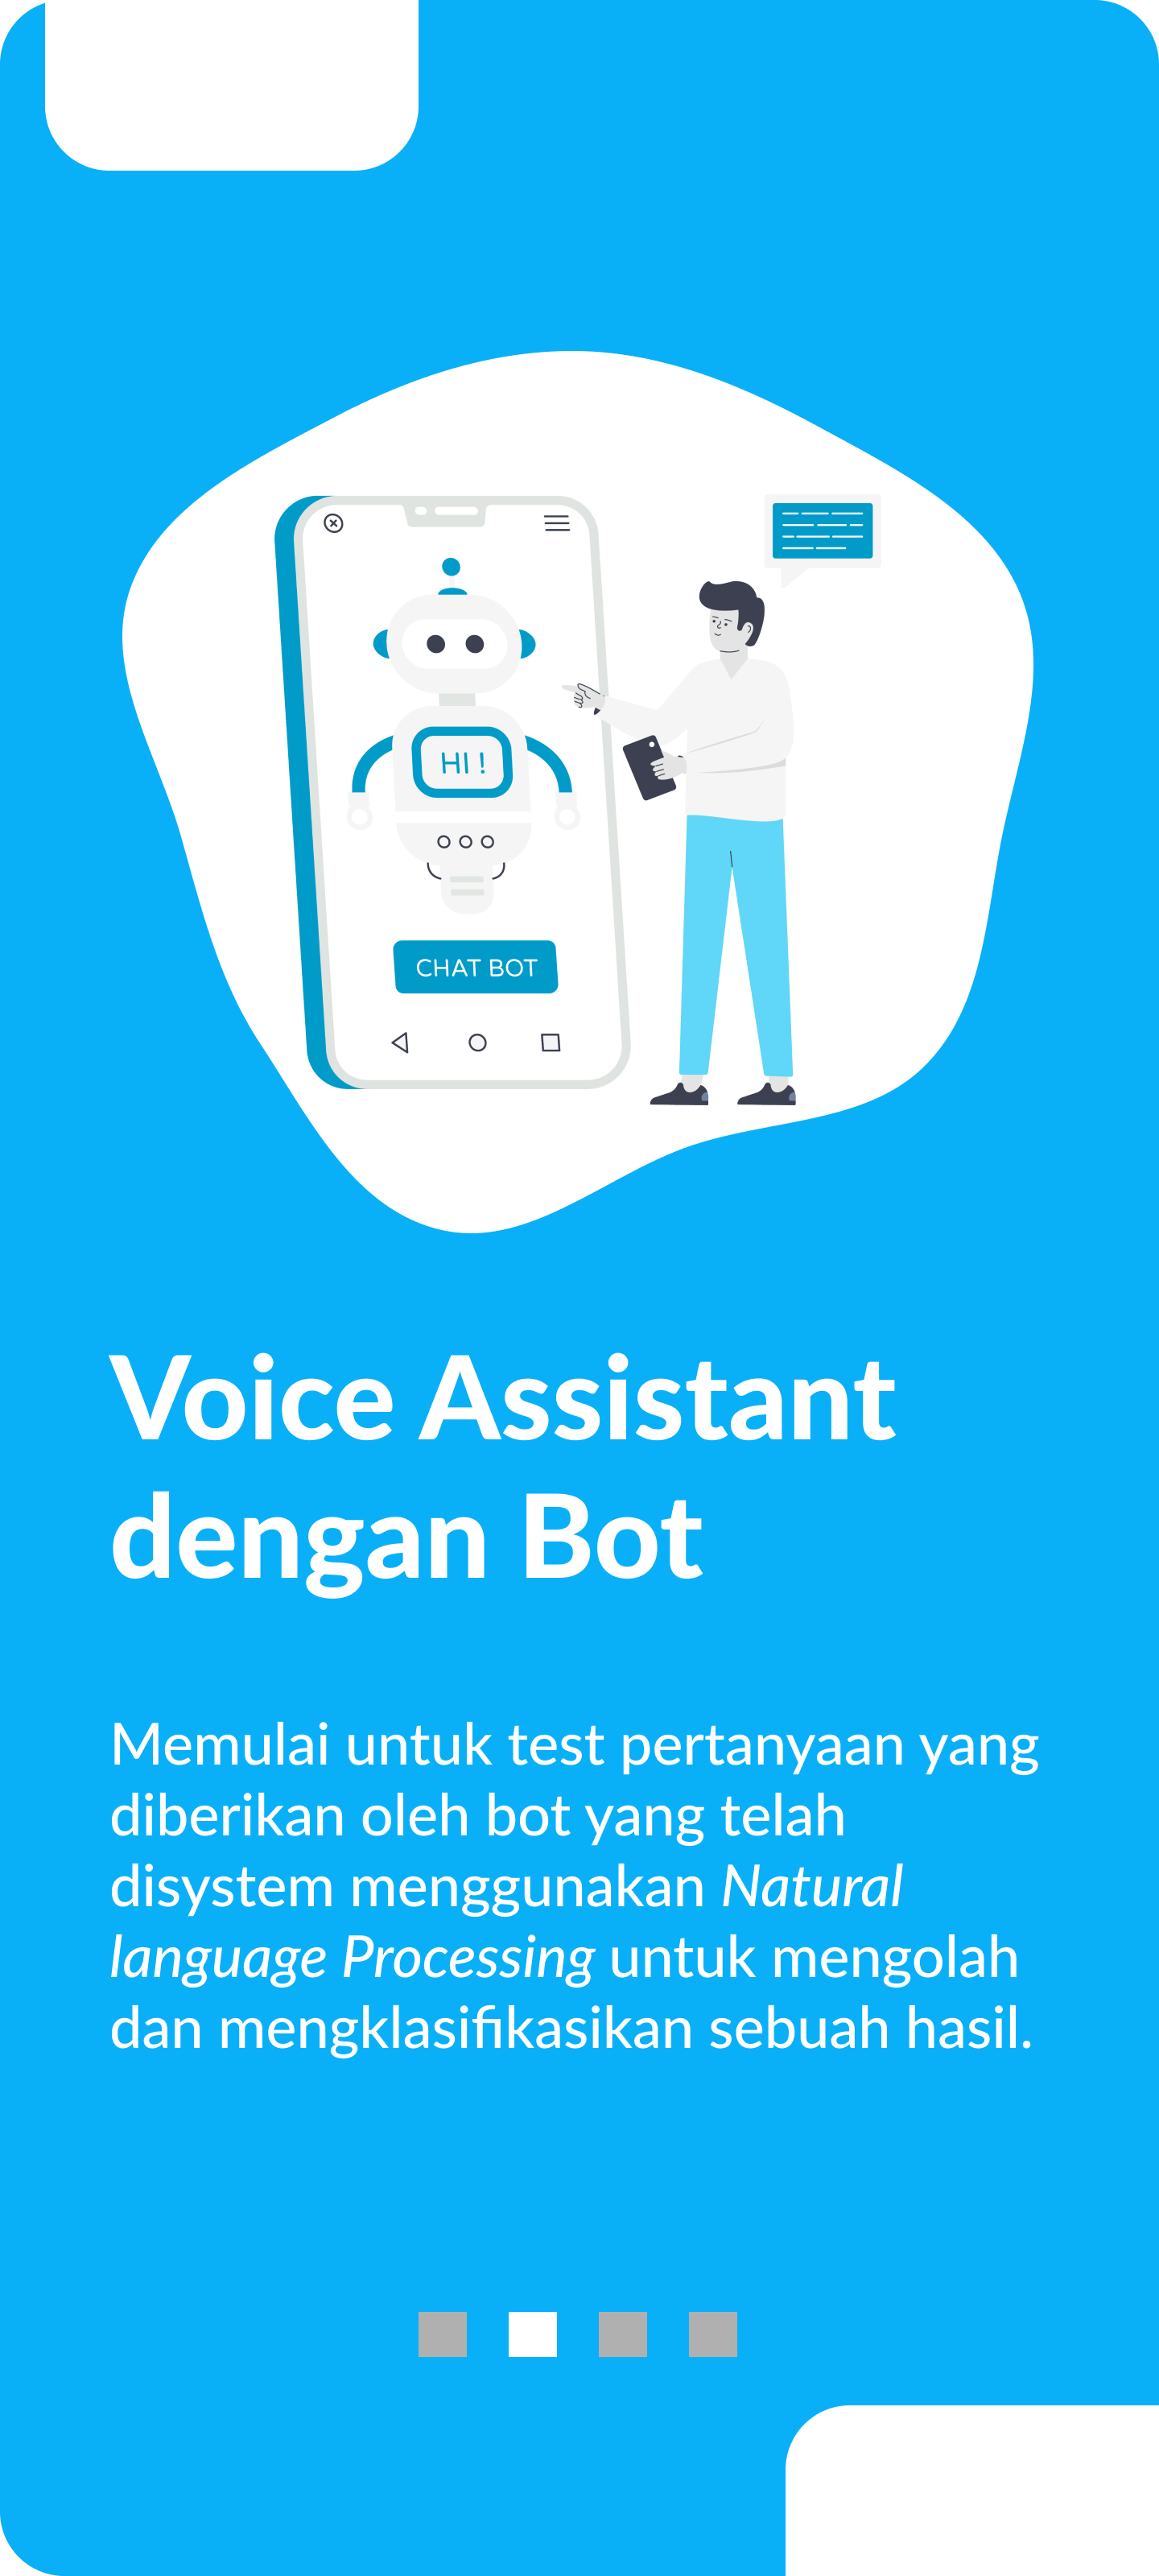 HI !
CHAT BOT
Voice Assistant
dengan Bot
Memulai untuk test pertanyaan yang
diberikan oleh bot yang telah
disystem menggunakan Natural
language Processing untuk mengolah
dan mengklasifikasikan sebuah hasil.